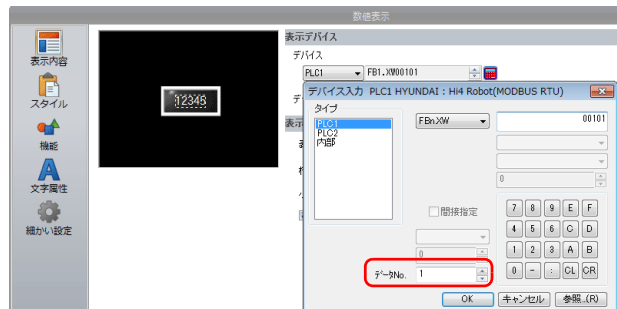 数値表示
表示内容
スタイル
機能
文字属性
細かい設定
12346
表示デバイス
デバイス
PLC1 FB1.XW00101
デバイス入力 PLC1 HYUNDAI : Hi4 Robot(MODBUS RTU)
タイプ
PLC1
PLC2
内部
FBn.XW 00101
0
間接指定
0
データNo. 1
7 8 9 E F
4 5 6 C D
1 2 3 A B
0 - : CL CR
OK キャンセル 参照..(R)